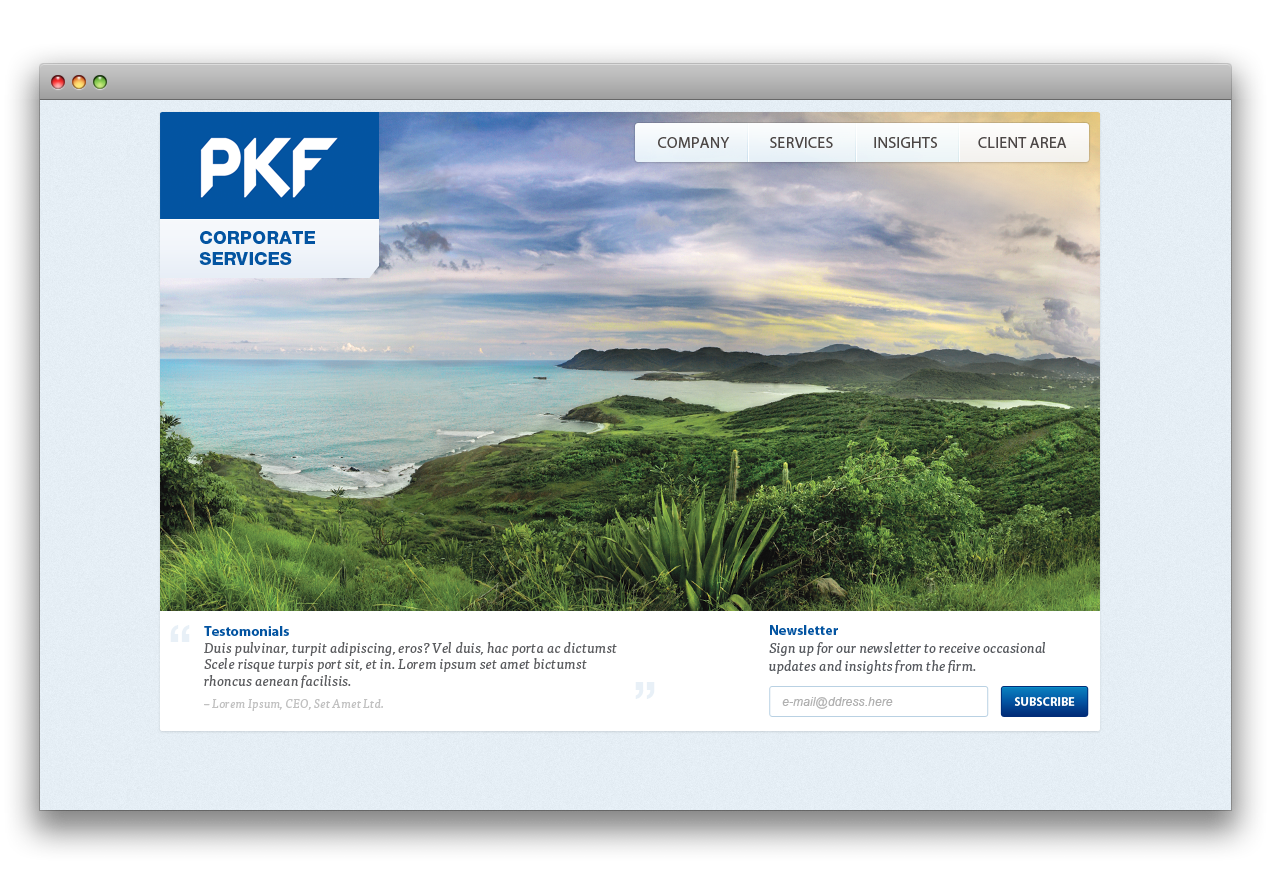 PKF
CORPORATE
SERVICES
COMPANY SERVICES INSIGHTS CLIENT AREA
“ Testomonials
Duis pulvinar, turpit adipiscing, eros? Vel duis, hac porta ac dictumst
Scele risque turpis port sit, et in. Lorem ipsum set amet bictumst
rhoncus aenean facilisis.
”
– Lorem Ipsum, CEO, Set Amet Ltd.
Newsletter
Sign up for our newsletter to receive occasional
updates and insights from the firm.
e-mail@ddress.here SUBSCRIBE